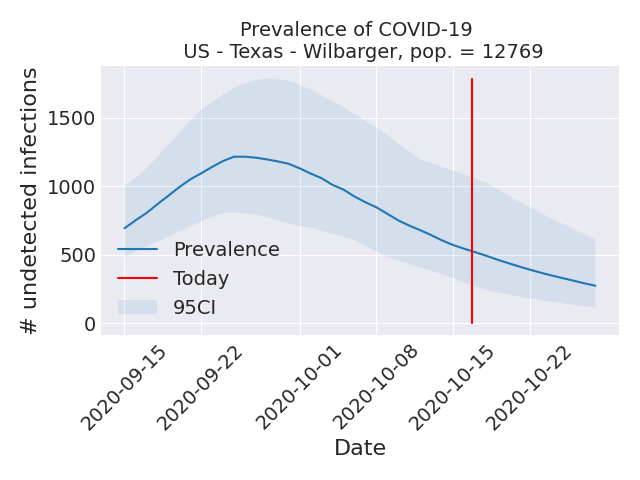 Prevalence of COVID-19
US - Texas - Wilbarger, pop. = 12769
# undetected infections
1500
1000
500
0
Prevalence
Today
95CI
2020-09-15
2020-09-22
2020-10-01
2020-10-08
2020-10-15
2020-10-22
Date